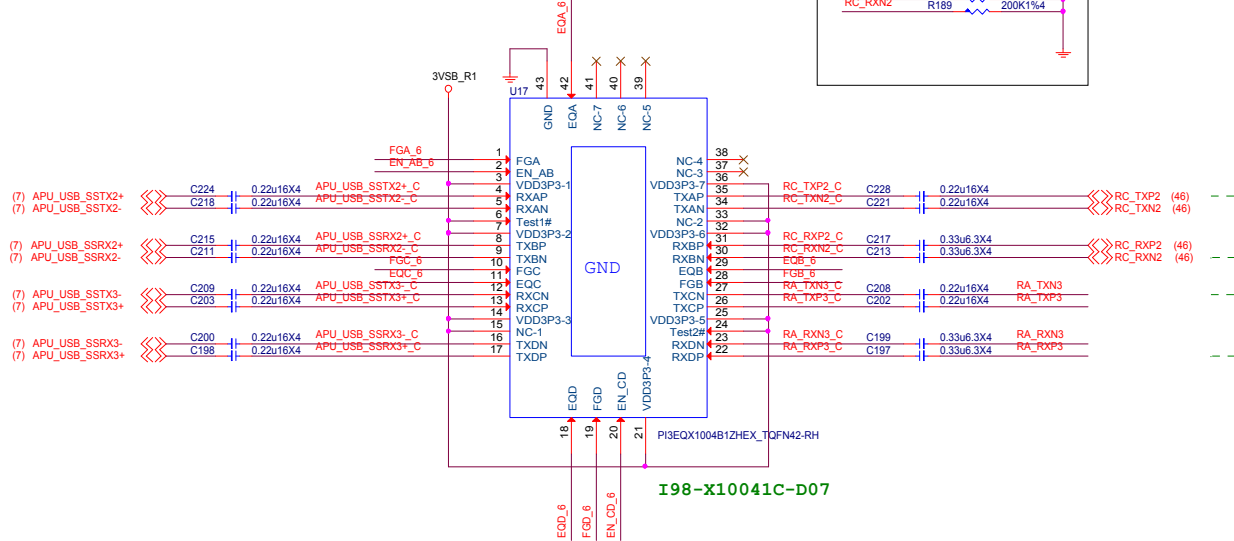 RC_RXN2 R189 200K1%4
EQA_6
3VSB_R1
U17
43 42 41 40 39
GND EQA NC-7 NC-6 NC-5
FGA_6 1 FGA
EN_AB_6 2 EN_AB
3 VDD3P3-1
(7) APU_USB_SSTX2+ C224 0.22u16X4 APU_USB_SSTX2+_C 4 RXAP
(7) APU_USB_SSTX2- C218 0.22u16X4 APU_USB_SSTX2-_C 5 RXAN
6 Test1#
7 VDD3P3-2
(7) APU_USB_SSRX2+ C215 0.22u16X4 APU_USB_SSRX2+_C 8 TXBP
(7) APU_USB_SSRX2- C211 0.22u16X4 APU_USB_SSRX2-_C 9 TXBN
FGC_6 10 FGC
EQC_6 11 EQC
(7) APU_USB_SSTX3- C209 0.22u16X4 APU_USB_SSTX3-_C 12 RXCN
(7) APU_USB_SSTX3+ C203 0.22u16X4 APU_USB_SSTX3+_C 13 RXCP
14 VDD3P3-3
15 NC-1
(7) APU_USB_SSRX3- C200 0.22u16X4 APU_USB_SSRX3-_C 16 TXDN
(7) APU_USB_SSRX3+ C198 0.22u16X4 APU_USB_SSRX3+_C 17 TXDP
GND
NC-4 38
NC-3 37
VDD3P3-7 36
TXAP 35 RC_TXP2_C C228 0.22u16X4 RC_TXP2 (46)
TXAN 34 RC_TXN2_C C221 0.22u16X4 RC_TXN2 (46)
NC-2 33
VDD3P3-6 32
RXBP 31 RC_RXP2_C C217 0.33u6.3X4 RC_RXP2 (46)
RXBN 30 RC_RXN2_C C213 0.33u6.3X4 RC_RXN2 (46)
EQB 29 EQB_6
FGB 28 FGB_6
TXCN 27 RA_TXN3_C C208 0.22u16X4 RA_TXN3
TXCP 26 RA_TXP3_C C202 0.22u16X4 RA_TXP3
VDD3P3-5 25
Test2# 24
RXDN 23 RA_RXN3_C C199 0.33u6.3X4 RA_RXN3
RXDP 22 RA_RXP3_C C197 0.33u6.3X4 RA_RXP3
EQD FGD EN_CD VDD3P3-4
18 19 20 21
PI3EQX1004B1ZHEX_TQFN42-RH
I98-X10041C-D07
EQD_6 FGD_6 EN_CD_6